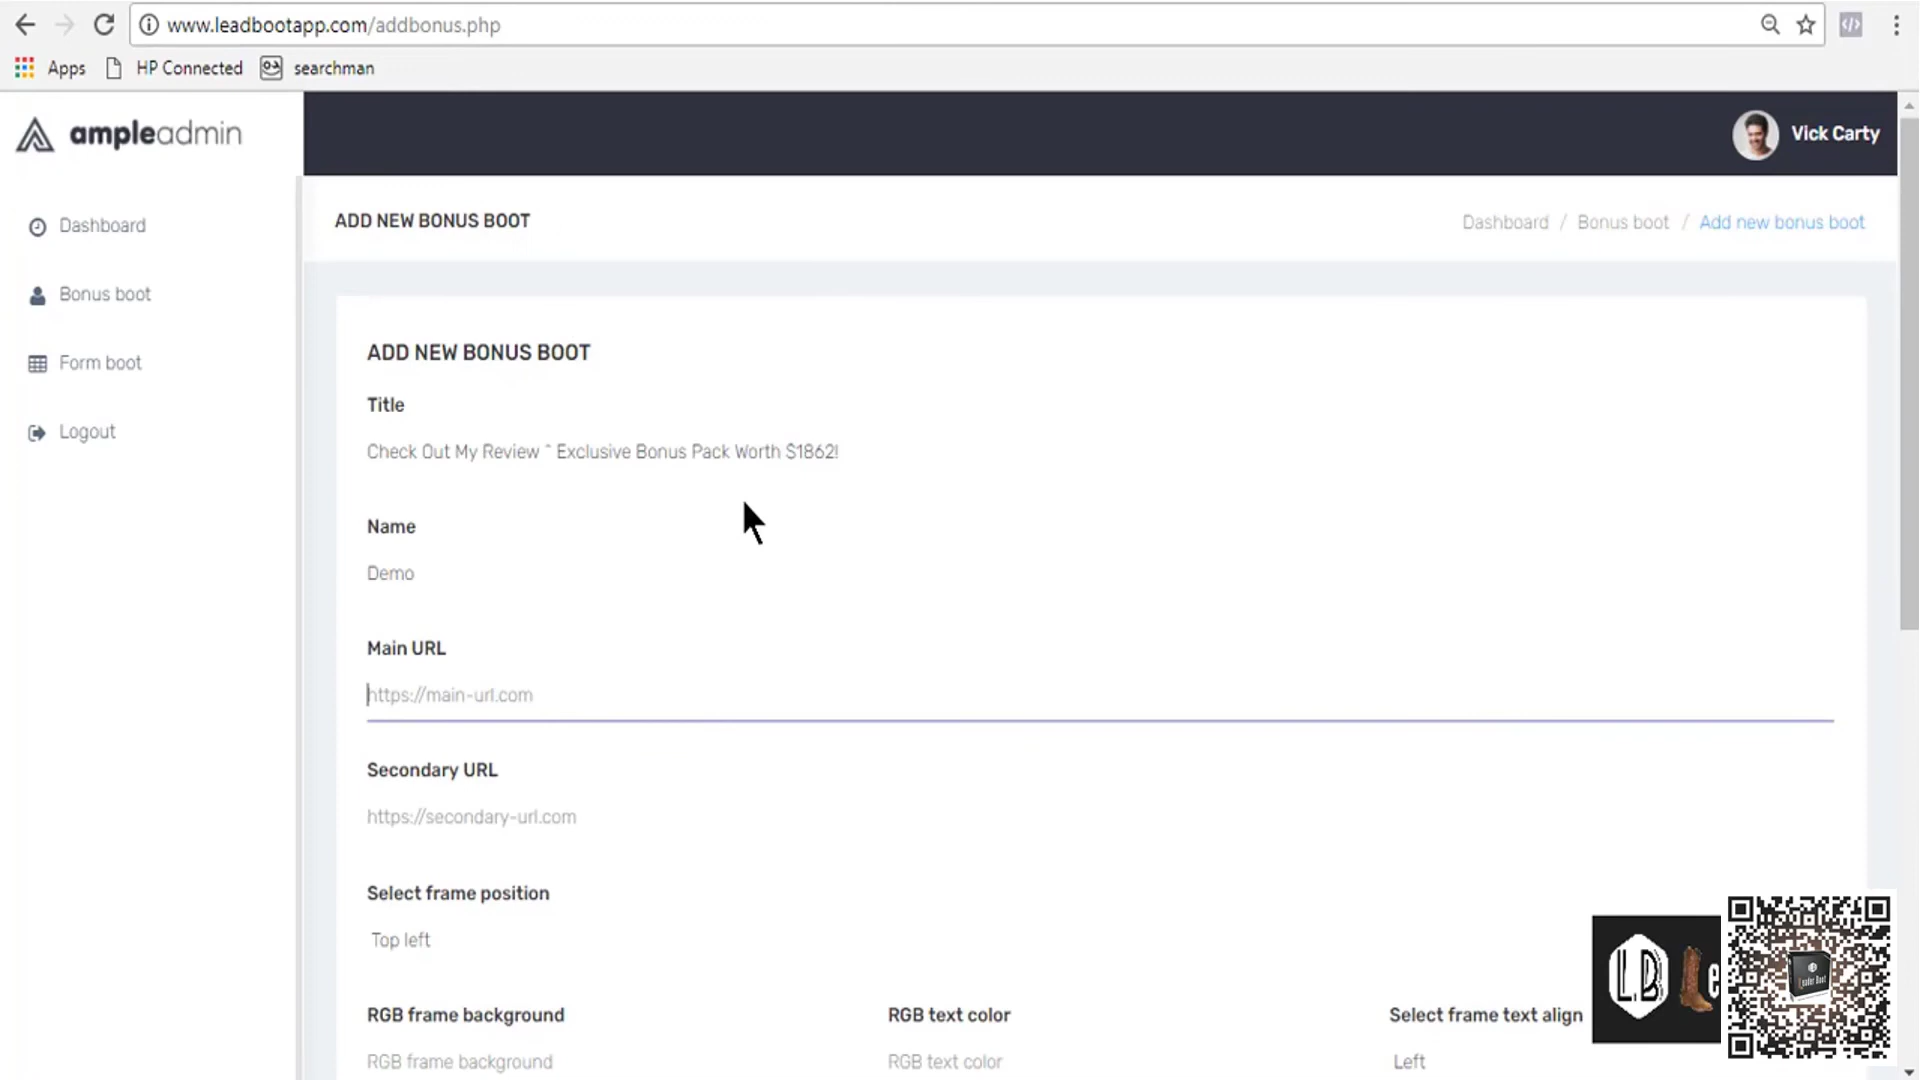 www.leadbootapp.com/addbonus.php
Apps HP Connected searchman
ampleadmin
Vick Carty
Dashboard
Bonus boot
Form boot
Logout
ADD NEW BONUS BOOT
Dashboard / Bonus boot / Add new bonus boot
ADD NEW BONUS BOOT
Title
Check Out My Review ^ Exclusive Bonus Pack Worth $1862!
Name
Demo
Main URL
https://main-url.com
Secondary URL
https://secondary-url.com
Select frame position
Top left
RGB frame background RGB text color Select frame text align
RGB frame background RGB text color Left
LB Le